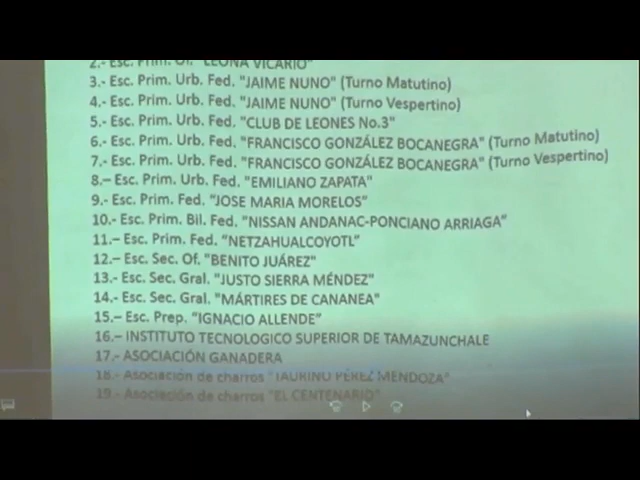 2.- Esc. Prim. Of. "LEONA VICARIO"
3.- Esc. Prim. Urb. Fed. "JAIME NUNO" (Turno Matutino)
4.- Esc. Prim. Urb. Fed. "JAIME NUNO" (Turno Vespertino)
5.- Esc. Prim. Urb. Fed. "CLUB DE LEONES No.3"
6.- Esc. Prim. Urb. Fed. "FRANCISCO GONZÁLEZ BOCANEGRA" (Turno Matutino)
7.- Esc. Prim. Urb. Fed. "FRANCISCO GONZÁLEZ BOCANEGRA" (Turno Vespertino)
8.– Esc. Prim. Urb. Fed. "EMILIANO ZAPATA"
9.- Esc. Prim. Fed. "JOSE MARIA MORELOS"
10.- Esc. Prim. Bil. Fed. "NISSAN ANDANAC-PONCIANO ARRIAGA"
11.– Esc. Prim. Fed. "NETZAHUALCOYOTL"
12.– Esc. Sec. Of. "BENITO JUÁREZ"
13.- Esc. Sec. Gral. "JUSTO SIERRA MÉNDEZ"
14.- Esc. Sec. Gral. "MÁRTIRES DE CANANEA"
15.– Esc. Prep. "IGNACIO ALLENDE"
16.– INSTITUTO TECNOLOGICO SUPERIOR DE TAMAZUNCHALE
17.- ASOCIACIÓN GANADERA
18.- Asociación de charros "TAURINO PEREZ MENDOZA"
19.- Asociación de charros "EL CENTENARIO"